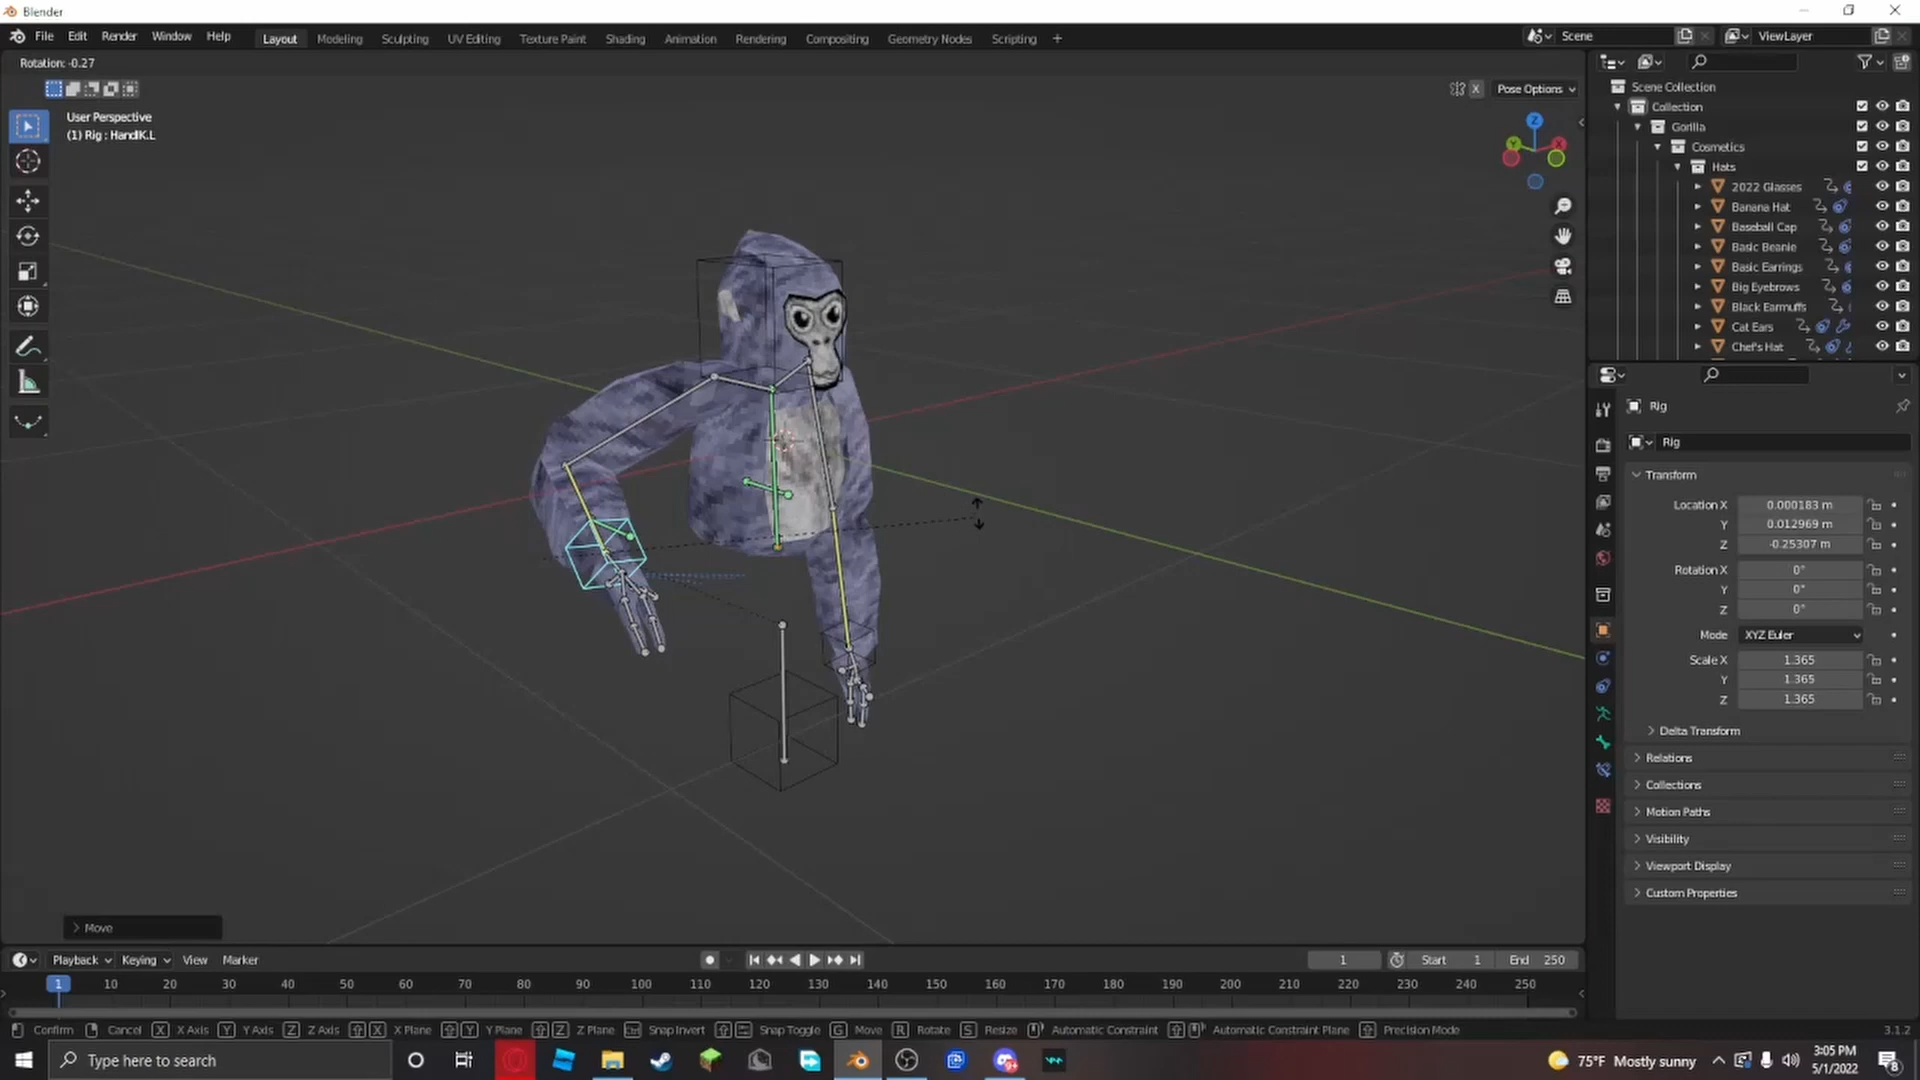 Blender
File Edit Render Window Help Layout Modeling Sculpting UV Editing Texture Paint Shading Animation Rendering Compositing Geometry Nodes Scripting + Scene ViewLayer
Rotation: -0.27
X Pose Options
User Perspective
(1) Rig : HandIK.L
Z
Y
X
Scene Collection
Collection
Gorilla
Cosmetics
Hats
2022 Glasses
Banana Hat
Baseball Cap
Basic Beanie
Basic Earrings
Big Eyebrows
Black Earmuffs
Cat Ears
Chef's Hat
Rig
Rig
Transform
Location X 0.000183 m
Y 0.012969 m
Z -0.25307 m
Rotation X 0°
Y 0°
Z 0°
Mode XYZ Euler
Scale X 1.365
Y 1.365
Z 1.365
Delta Transform
Relations
Collections
Motion Paths
Visibility
Viewport Display
Custom Properties
Move
Playback Keying View Marker 1 Start 1 End 250
1 10 20 30 40 50 60 70 80 90 100 110 120 130 140 150 160 170 180 190 200 210 220 230 240 250
Confirm Cancel X X Axis Y Y Axis Z Z Axis X X Plane Y Y Plane Z Z Plane Ctrl Snap Invert Snap Toggle G Move R Rotate S Resize Automatic Constraint Automatic Constraint Plane Precision Mode 3.1.2
Type here to search 75°F Mostly sunny 3:05 PM
5/1/2022